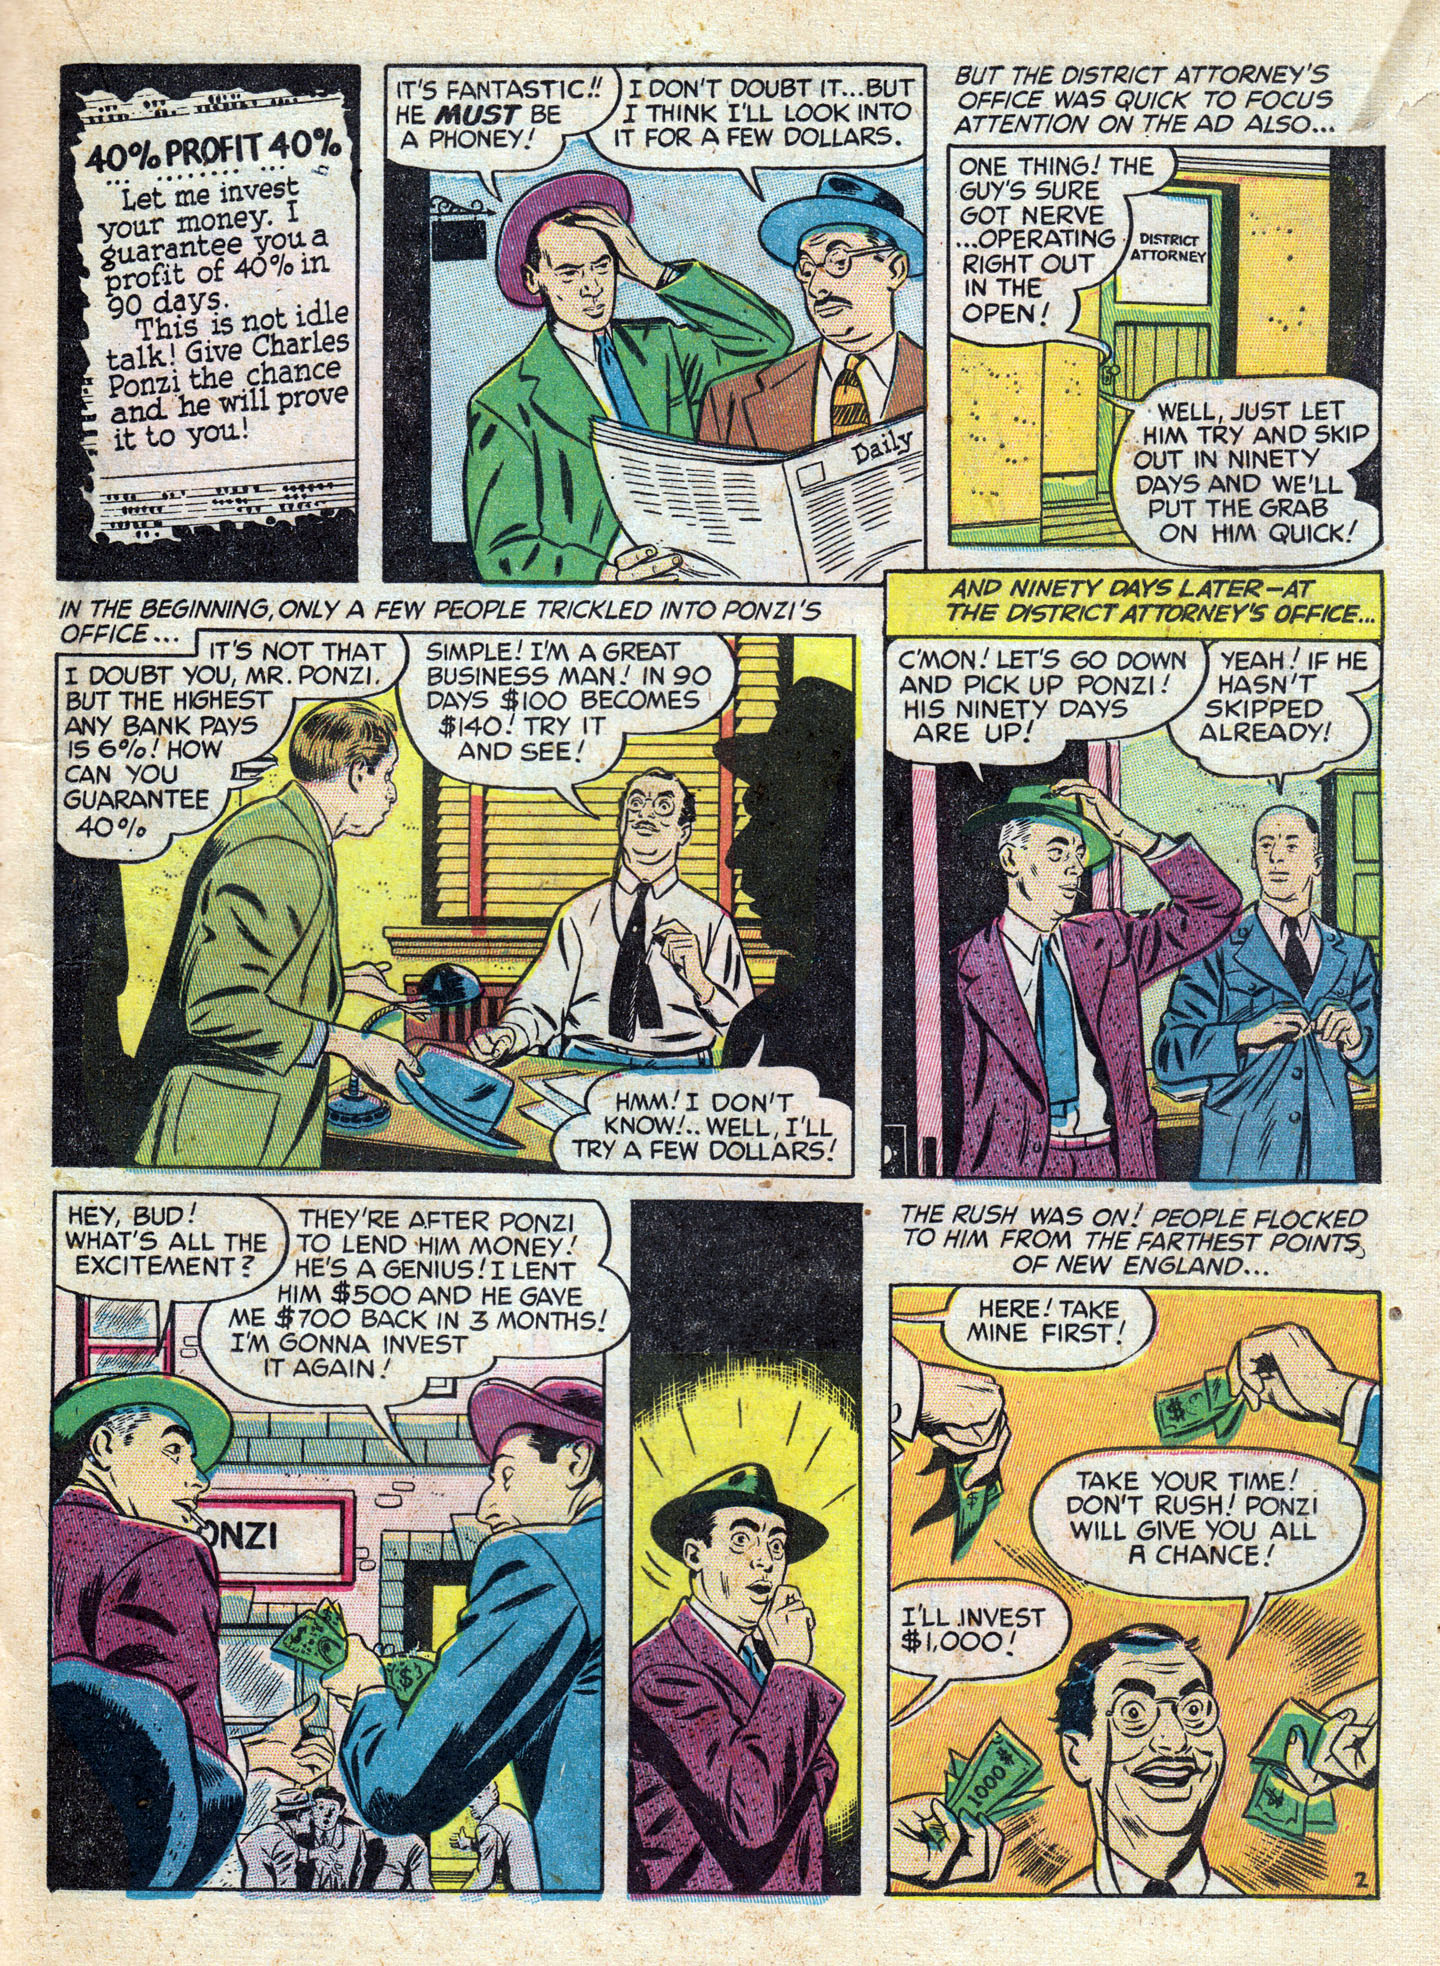 40% PROFIT 40%
Let me invest
your money. I
guarantee you a
profit of 40% in
90 days.
This is not idle
talk! Give Charles
Ponzi the chance
and he will prove
it to you!
IT'S FANTASTIC!!
HE MUST BE
A PHONEY!
I DON'T DOUBT IT...BUT
I THINK I'LL LOOK INTO
IT FOR A FEW DOLLARS.
Daily
BUT THE DISTRICT ATTORNEY'S
OFFICE WAS QUICK TO FOCUS
ATTENTION ON THE AD ALSO...
ONE THING! THE
GUY'S SURE
GOT NERVE
...OPERATING
RIGHT OUT
IN THE
OPEN!
DISTRICT
ATTORNEY
WELL, JUST LET
HIM TRY AND SKIP
OUT IN NINETY
DAYS AND WE'LL
PUT THE GRAB
ON HIM QUICK!
IN THE BEGINNING, ONLY A FEW PEOPLE TRICKLED INTO PONZI'S
OFFICE...
IT'S NOT THAT
I DOUBT YOU, MR. PONZI.
BUT THE HIGHEST
ANY BANK PAYS
IS 6%! HOW
CAN YOU
GUARANTEE
40%
SIMPLE! I'M A GREAT
BUSINESS MAN! IN 90
DAYS $100 BECOMES
$140! TRY IT
AND SEE!
HMM! I DON'T
KNOW!.. WELL, I'LL
TRY A FEW DOLLARS!
AND NINETY DAYS LATER—AT
THE DISTRICT ATTORNEY'S OFFICE...
C'MON! LET'S GO DOWN
AND PICK UP PONZI!
HIS NINETY DAYS
ARE UP!
YEAH! IF HE
HASN'T
SKIPPED
ALREADY!
HEY, BUD!
WHAT'S ALL THE
EXCITEMENT?
THEY'RE AFTER PONZI
TO LEND HIM MONEY!
HE'S A GENIUS! I LENT
HIM $500 AND HE GAVE
ME $700 BACK IN 3 MONTHS!
I'M GONNA INVEST
IT AGAIN!
ONZI
$
THE RUSH WAS ON! PEOPLE FLOCKED
TO HIM FROM THE FARTHEST POINTS,
OF NEW ENGLAND...
HERE! TAKE
MINE FIRST!
$
$
TAKE YOUR TIME!
DON'T RUSH! PONZI
WILL GIVE YOU ALL
A CHANCE!
I'LL INVEST
$1,000!
1000
$
2